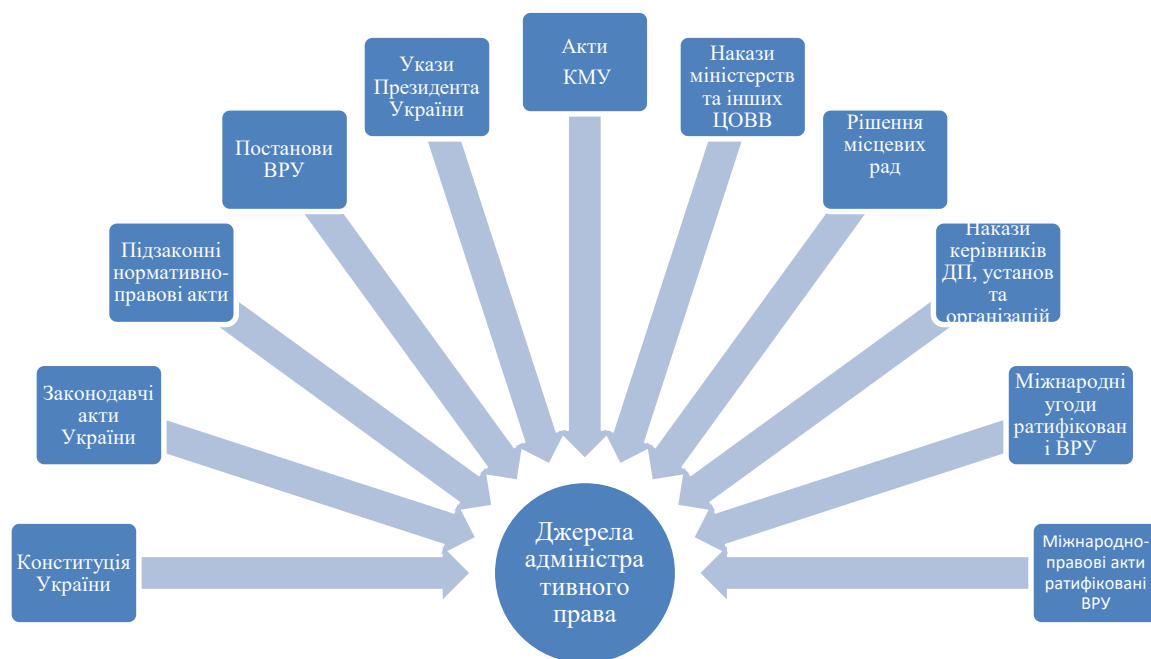 Акти
КМУ
Укази
Президента
України
Накази
міністерств
та інших
ЦОВВ
Постанови
ВРУ
Рішення
місцевих
рад
Підзаконні
нормативно-
правові акти
Накази
керівників
ДП, установ
та
організацій
Законодавчі
акти
України
Міжнародні
угоди
ратифікован
і ВРУ
Конституція
України
Джерела
адміністра
тивного
права
Міжнародно-
правові акти
ратифіковані
ВРУ